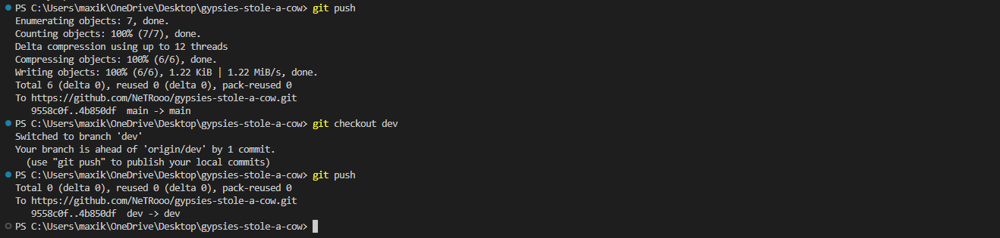 PS C:\Users\maxik\OneDrive\Desktop\gypsies-stole-a-cow> git push
Enumerating objects: 7, done.
Counting objects: 100% (7/7), done.
Delta compression using up to 12 threads
Compressing objects: 100% (6/6), done.
Writing objects: 100% (6/6), 1.22 KiB | 1.22 MiB/s, done.
Total 6 (delta 0), reused 0 (delta 0), pack-reused 0
To https://github.com/NeTRooo/gypsies-stole-a-cow.git
   9558c0f..4b850df  main -> main
PS C:\Users\maxik\OneDrive\Desktop\gypsies-stole-a-cow> git checkout dev
Switched to branch 'dev'
Your branch is ahead of 'origin/dev' by 1 commit.
  (use "git push" to publish your local commits)
PS C:\Users\maxik\OneDrive\Desktop\gypsies-stole-a-cow> git push
Total 0 (delta 0), reused 0 (delta 0), pack-reused 0
To https://github.com/NeTRooo/gypsies-stole-a-cow.git
   9558c0f..4b850df  dev -> dev
PS C:\Users\maxik\OneDrive\Desktop\gypsies-stole-a-cow>